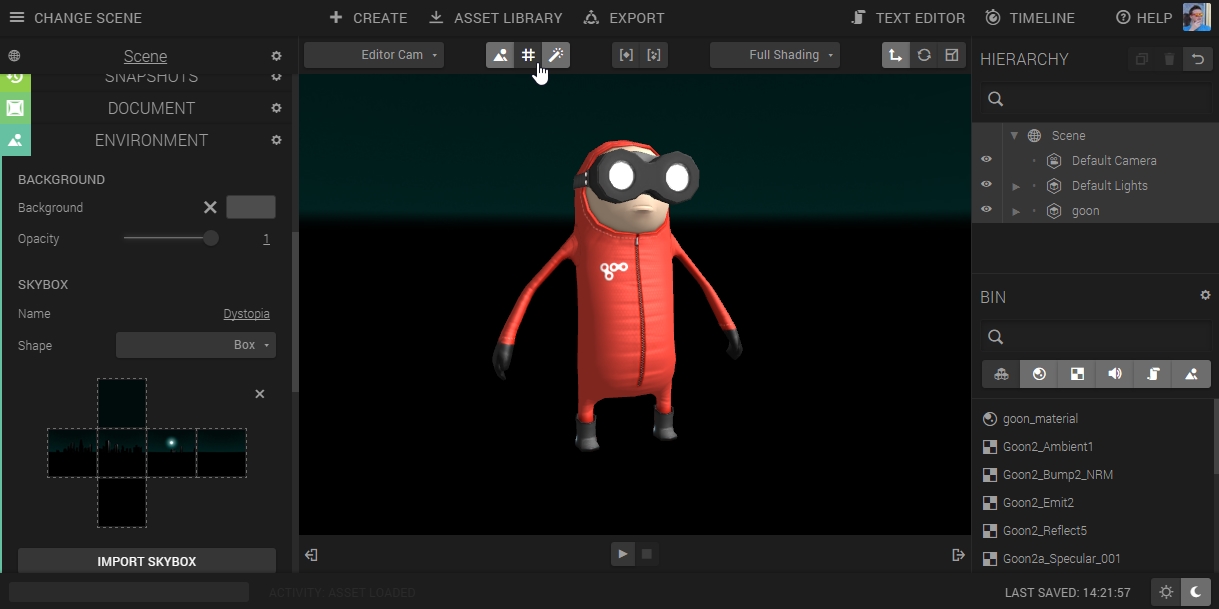 CHANGE SCENE
CREATE
ASSET LIBRARY
EXPORT
TEXT EDITOR
TIMELINE
HELP
Scene
SNAPSHOTS
DOCUMENT
ENVIRONMENT
BACKGROUND
Background
Opacity
1
SKYBOX
Name
Dystopia
Shape
Box
IMPORT SKYBOX
Editor Cam
Full Shading
goo
HIERARCHY
Scene
Default Camera
Default Lights
goon
BIN
goon_material
Goon2_Ambient1
Goon2_Bump2_NRM
Goon2_Emit2
Goon2_Reflect5
Goon2a_Specular_001
ACTIVITY: ASSET LOADED
LAST SAVED: 14:21:57